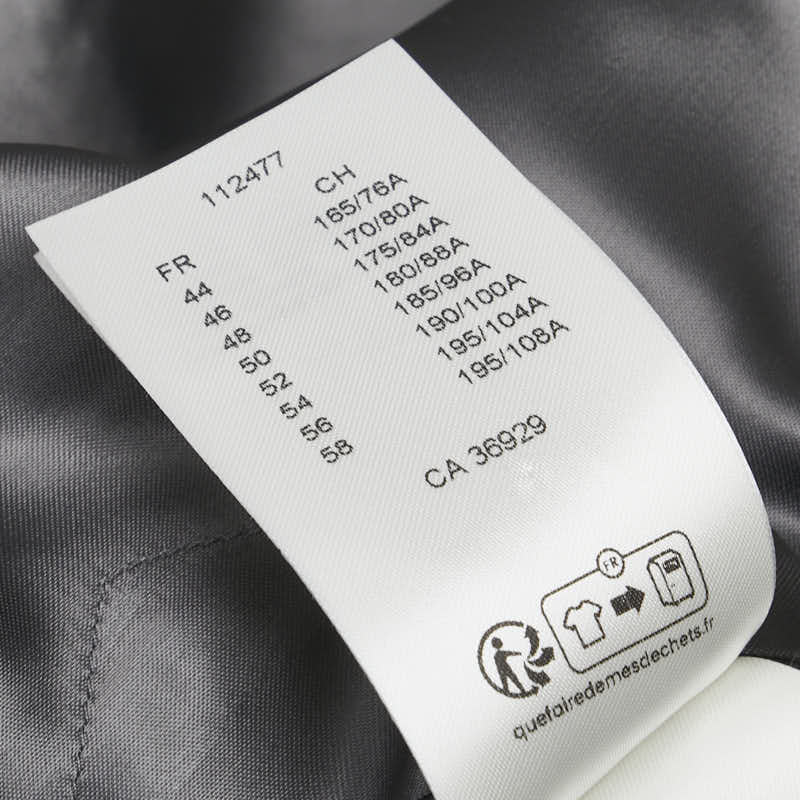 112477
FR CH
44 165/76A
46 170/80A
48 175/84A
50 180/88A
52 185/96A
54 190/100A
56 195/104A
58 195/108A
CA 36929
FR
quefairedemesdechets.fr